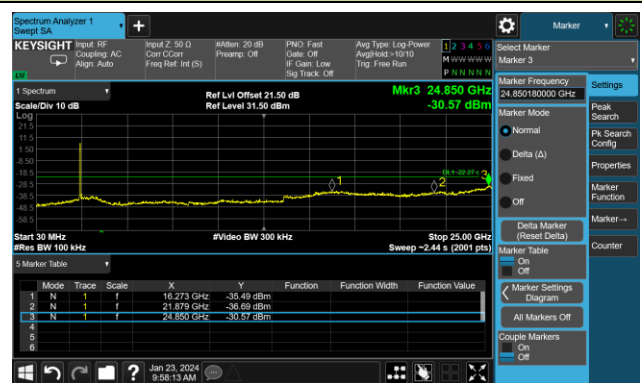 Spectrum Analyzer 1
Swept SA
Marker
KEYSIGHT
Input: RF
Coupling: AC
Align: Auto
Input Z: 50 Ω
Corr CCorr
Freq Ref: Int (S)
#Atten: 20 dB
Preamp: Off
PNO: Fast
Gate: Off
IF Gain: Low
Sig Track: Off
Avg Type: Log-Power
Avg|Hold:>10/10
Trig: Free Run
1 2 3 4 5 6
M W W W W W
P N N N N N
LW
Select Marker
Marker 3
1 Spectrum
Scale/Div 10 dB
Ref Lvl Offset 21.50 dB
Ref Level 31.50 dBm
Mkr3 24.850 GHz
-30.57 dBm
Log
21.5
11.5
1.50
-8.50
-18.5
-28.5
-38.5
-48.5
-58.5
1
2
3
Start 30 MHz
#Res BW 100 kHz
#Video BW 300 kHz
Stop 25.00 GHz
Sweep ~2.44 s (2001 pts)
5 Marker Table
Mode Trace Scale X Y Function Function Width Function Value
1 N 1 f 16.273 GHz -35.49 dBm
2 N 1 f 21.879 GHz -36.69 dBm
3 N 1 f 24.850 GHz -30.57 dBm
4
5
6
Marker Frequency
24.850180000 GHz
Marker Mode
Normal
Delta (Δ)
Fixed
Off
Delta Marker
(Reset Delta)
Marker Table
On
Off
Marker Settings
Diagram
All Markers Off
Couple Markers
On
Off
Settings
Peak
Search
Pk Search
Config
Properties
Marker
Function
Marker→
Counter
?
Jan 23, 2024
9:58:13 AM